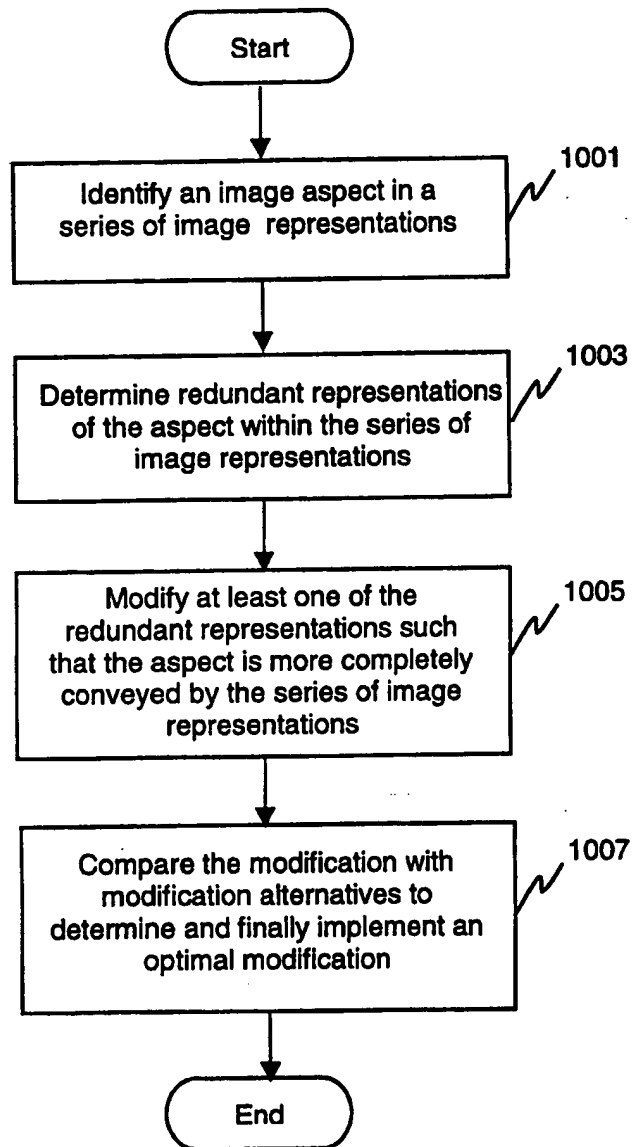 Start
1001
Identify an image aspect in a
series of image representations
1003
Determine redundant representations
of the aspect within the series of
image representations
1005
Modify at least one of the
redundant representations such
that the aspect is more completely
conveyed by the series of image
representations
1007
Compare the modification with
modification alternatives to
determine and finally implement an
optimal modification
End